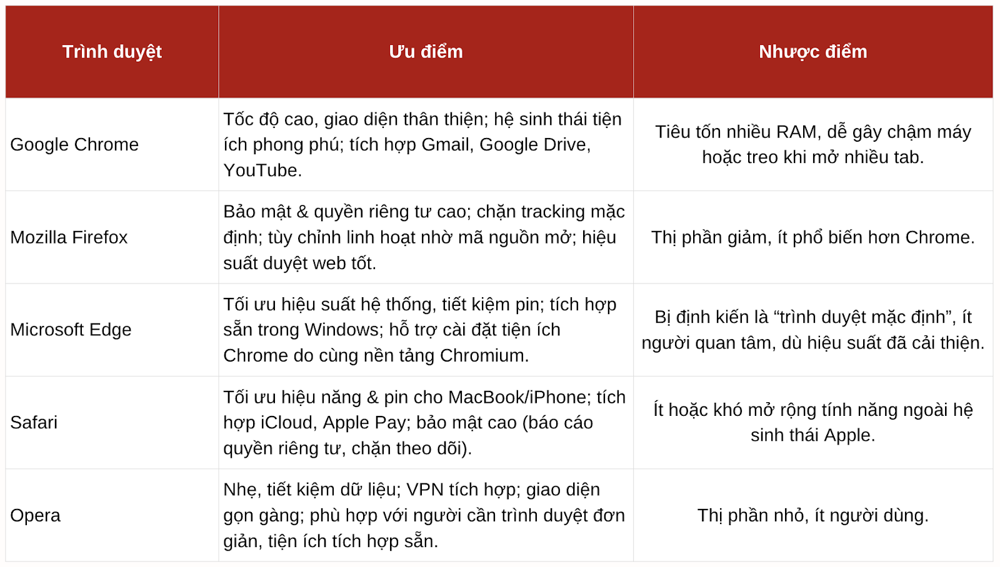 Trình duyệt
Ưu điểm
Nhược điểm
Google Chrome
Tốc độ cao, giao diện thân thiện; hệ sinh thái tiện
ích phong phú; tích hợp Gmail, Google Drive,
YouTube.
Tiêu tốn nhiều RAM, dễ gây chậm máy
hoặc treo khi mở nhiều tab.
Mozilla Firefox
Bảo mật & quyền riêng tư cao; chặn tracking mặc
định; tùy chỉnh linh hoạt nhờ mã nguồn mở; hiệu
suất duyệt web tốt.
Thị phần giảm, ít phổ biến hơn Chrome.
Microsoft Edge
Tối ưu hiệu suất hệ thống, tiết kiệm pin; tích hợp
sẵn trong Windows; hỗ trợ cài đặt tiện ích
Chrome do cùng nền tảng Chromium.
Bị định kiến là “trình duyệt mặc định”, ít
người quan tâm, dù hiệu suất đã cải thiện.
Safari
Tối ưu hiệu năng & pin cho MacBook/iPhone; tích
hợp iCloud, Apple Pay; bảo mật cao (báo cáo
quyền riêng tư, chặn theo dõi).
Ít hoặc khó mở rộng tính năng ngoài hệ
sinh thái Apple.
Opera
Nhẹ, tiết kiệm dữ liệu; VPN tích hợp; giao diện
gọn gàng; phù hợp với người cần trình duyệt đơn
giản, tiện ích tích hợp sẵn.
Thị phần nhỏ, ít người dùng.